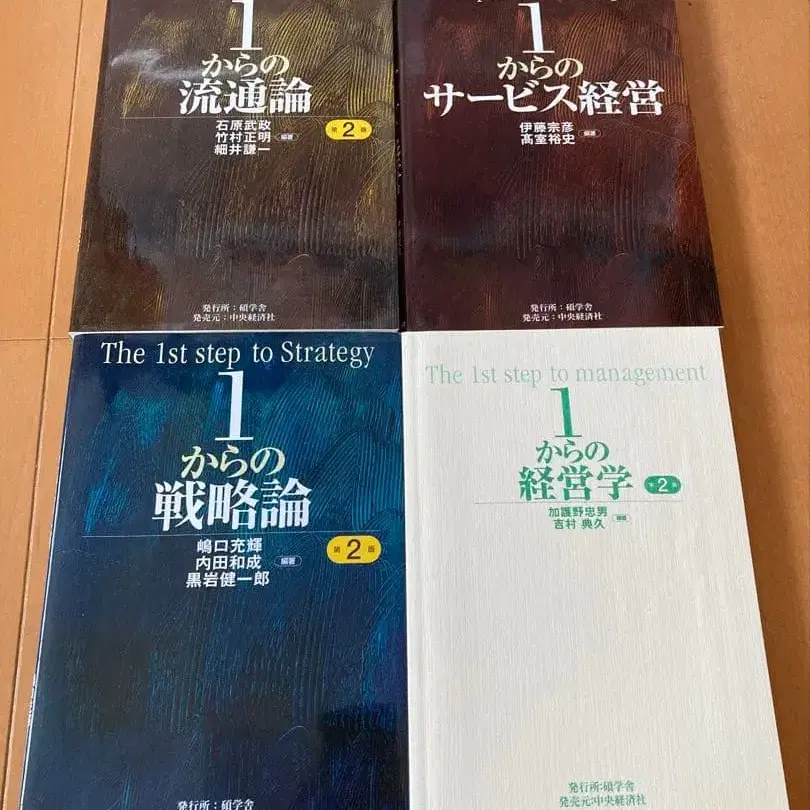 1
からの
流通論
石原武政
竹村正明
細井謙一
編著
第2版
発行所：碩学舎
発売元：中央経済社
1
からの
サービス経営
伊藤宗彦
髙室裕史
編著
発行所：碩学舎
発売元：中央経済社
The 1st step to Strategy
1
からの
戦略論
嶋口充輝
内田和成
黒岩健一郎
編著
第2版
発行所：碩学舎
The 1st step to management
1
からの
経営学
第2版
加護野忠男
吉村 典久
編著
発行所:碩学舎
発売元:中央経済社